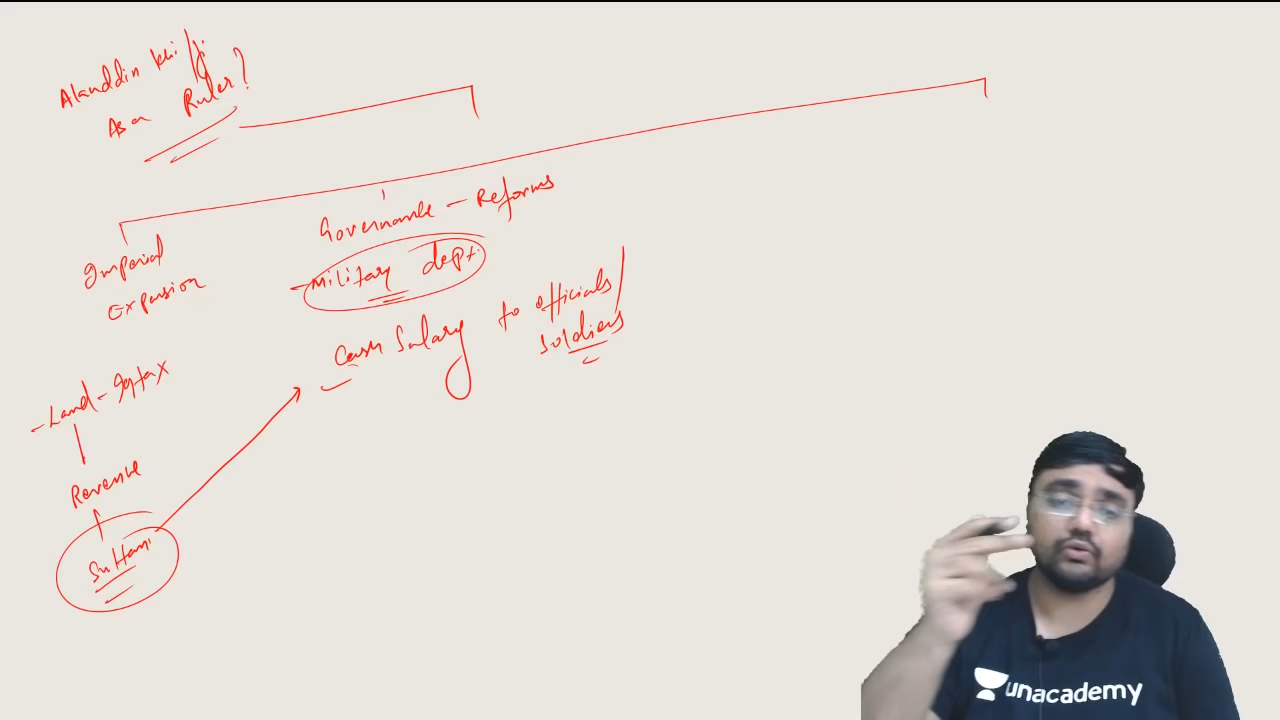 Alauddin Khilji
As a Ruler?
Imperial
Expansion
Governance - Reforms
- Military dept.
Cash Salary to officials/
Soldiers
- Land - Iqtas
Revenue
Sultan
unacademy